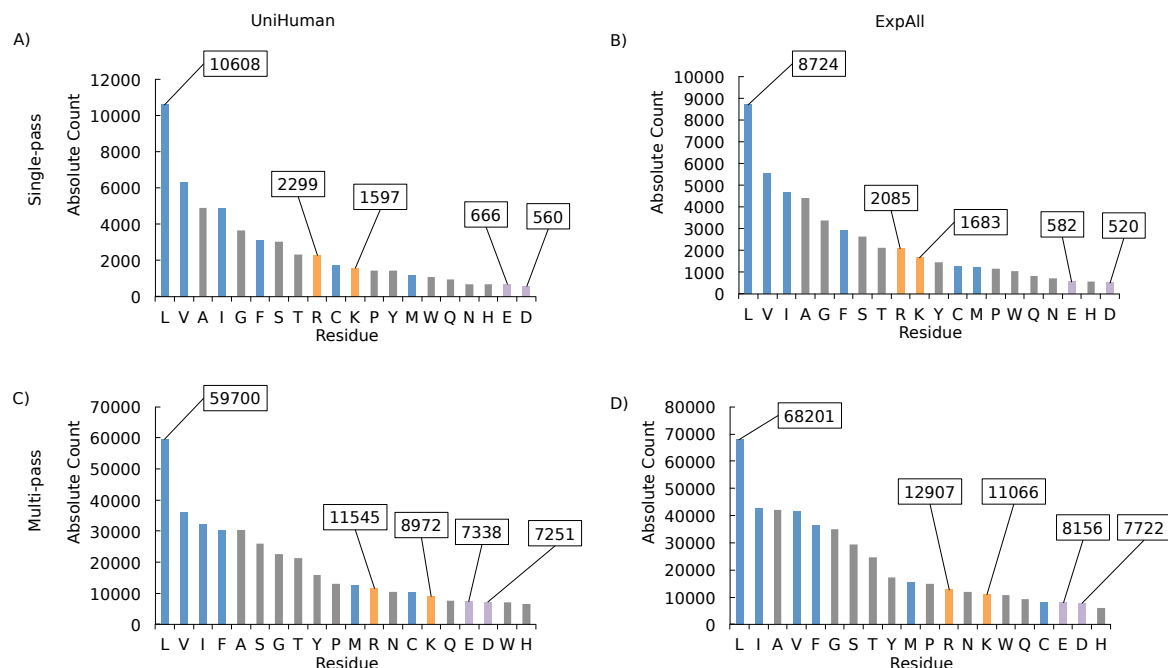 UniHuman
ExpAll
A)
Single-pass
Absolute Count
12000
10000
8000
6000
4000
2000
0
10608
2299
1597
666
560
L V A I G F S T R C K P Y M W Q N H E D
Residue
B)
Absolute Count
10000
9000
8000
7000
6000
5000
4000
3000
2000
1000
0
8724
2085
1683
582
520
L V I A G F S T R K Y C M P W Q N E H D
Residue
C)
Multi-pass
Absolute Count
70000
60000
50000
40000
30000
20000
10000
0
59700
11545
8972
7338
7251
L V I F A S G T Y P M R N C K Q E D W H
Residue
D)
Absolute Count
80000
70000
60000
50000
40000
30000
20000
10000
0
68201
12907
11066
8156
7722
L I A V F G S T Y M P R N K W Q C E D H
Residue